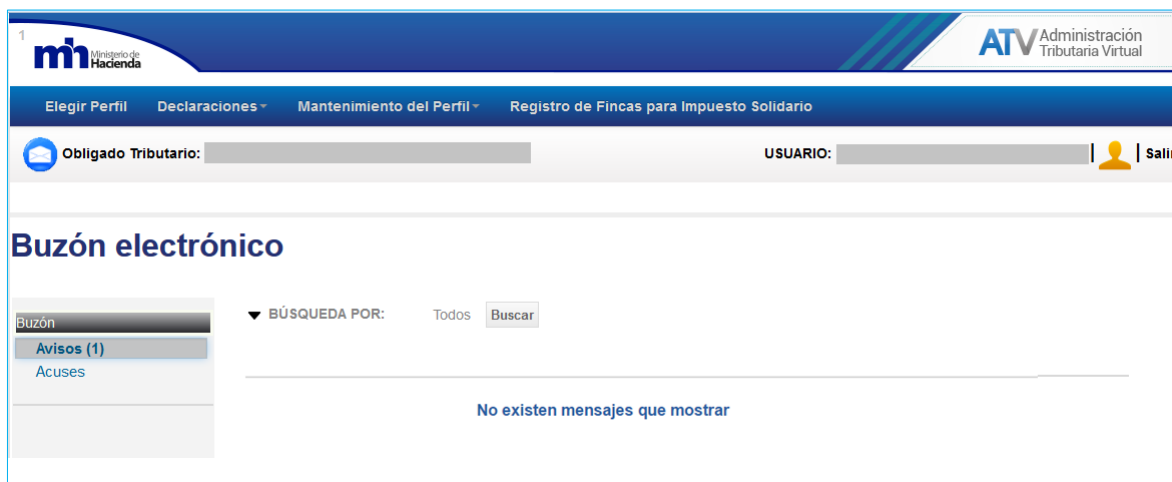 1
mh Ministerio de
Hacienda
ATV Administración
Tributaria Virtual
Elegir Perfil Declaraciones Mantenimiento del Perfil Registro de Fincas para Impuesto Solidario
Obligado Tributario: USUARIO: | | Sali
Buzón electrónico
Buzón
Avisos (1)
Acuses
BÚSQUEDA POR: Todos Buscar
No existen mensajes que mostrar